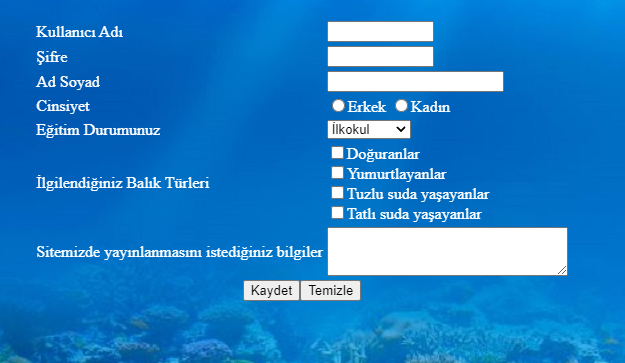 Kullanıcı Adı
Şifre
Ad Soyad
Cinsiyet Erkek Kadın
Eğitim Durumunuz İlkokul
Doğuranlar
Yumurtlayanlar
İlgilendiğiniz Balık Türleri
Tuzlu suda yaşayanlar
Tatlı suda yaşayanlar
Sitemizde yayınlanmasını istediğiniz bilgiler
Kaydet Temizle